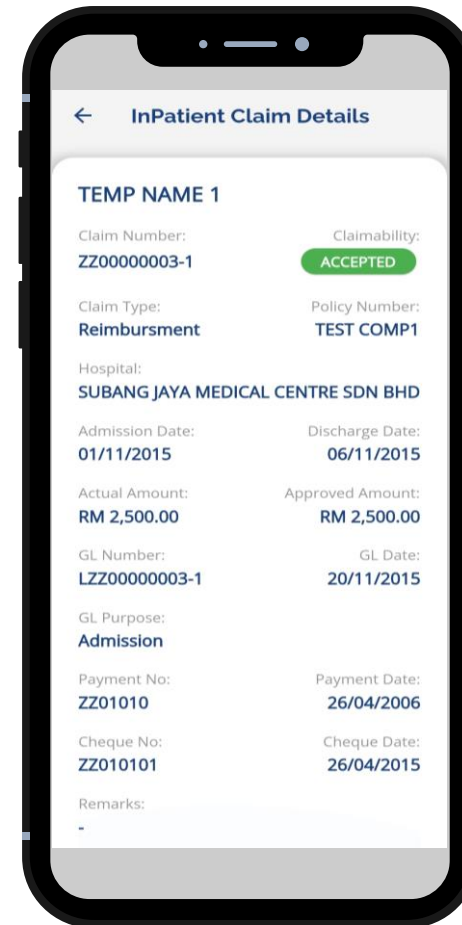 ← InPatient Claim Details
TEMP NAME 1
Claim Number: Claimability:
ZZ00000003-1 ACCEPTED
Claim Type: Policy Number:
Reimbursment TEST COMP1
Hospital:
SUBANG JAYA MEDICAL CENTRE SDN BHD
Admission Date: Discharge Date:
01/11/2015 06/11/2015
Actual Amount: Approved Amount:
RM 2,500.00 RM 2,500.00
GL Number: GL Date:
LZZ00000003-1 20/11/2015
GL Purpose:
Admission
Payment No: Payment Date:
ZZ01010 26/04/2006
Cheque No: Cheque Date:
ZZ010101 26/04/2015
Remarks:
-